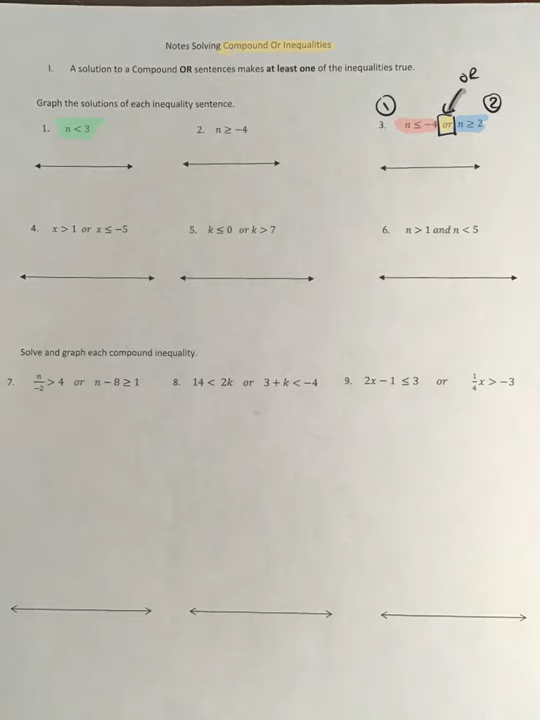 Notes Solving Compound Or Inequalities
I. A solution to a Compound OR sentences makes at least one of the inequalities true.
OR
Graph the solutions of each inequality sentence.
① ②
1. n < 3 2. n ≥ −4 3. n ≤ −4 or n ≥ 2
4. x > 1 or x ≤ −5 5. k ≤ 0 or k > 7 6. n > 1 and n < 5
Solve and graph each compound inequality.
7. n/−2 > 4 or n − 8 ≥ 1 8. 14 < 2k or 3 + k < −4 9. 2x − 1 ≤ 3 or 1/4 x > −3